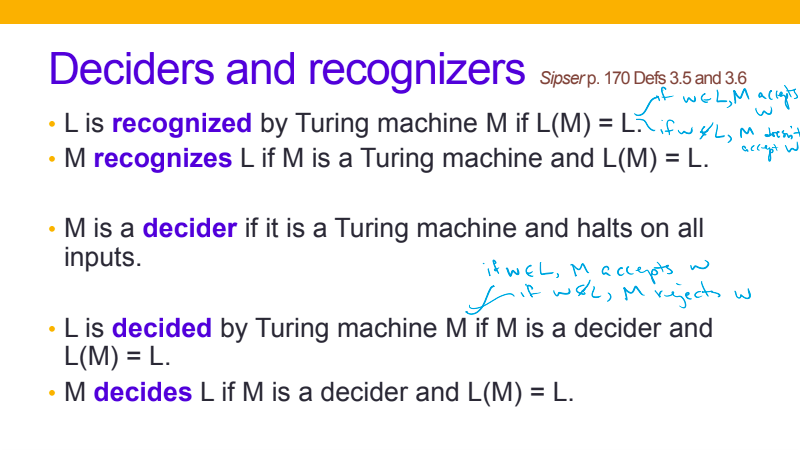 Deciders and recognizers Sipser p. 170 Defs 3.5 and 3.6
if w ∈ L, M accepts
w
• L is recognized by Turing machine M if L(M) = L.
if w ∉ L, M doesn't
accept w
• M recognizes L if M is a Turing machine and L(M) = L.
• M is a decider if it is a Turing machine and halts on all
inputs.
if w ∈ L, M accepts w
if w ∉ L, M rejects w
• L is decided by Turing machine M if M is a decider and
L(M) = L.
• M decides L if M is a decider and L(M) = L.